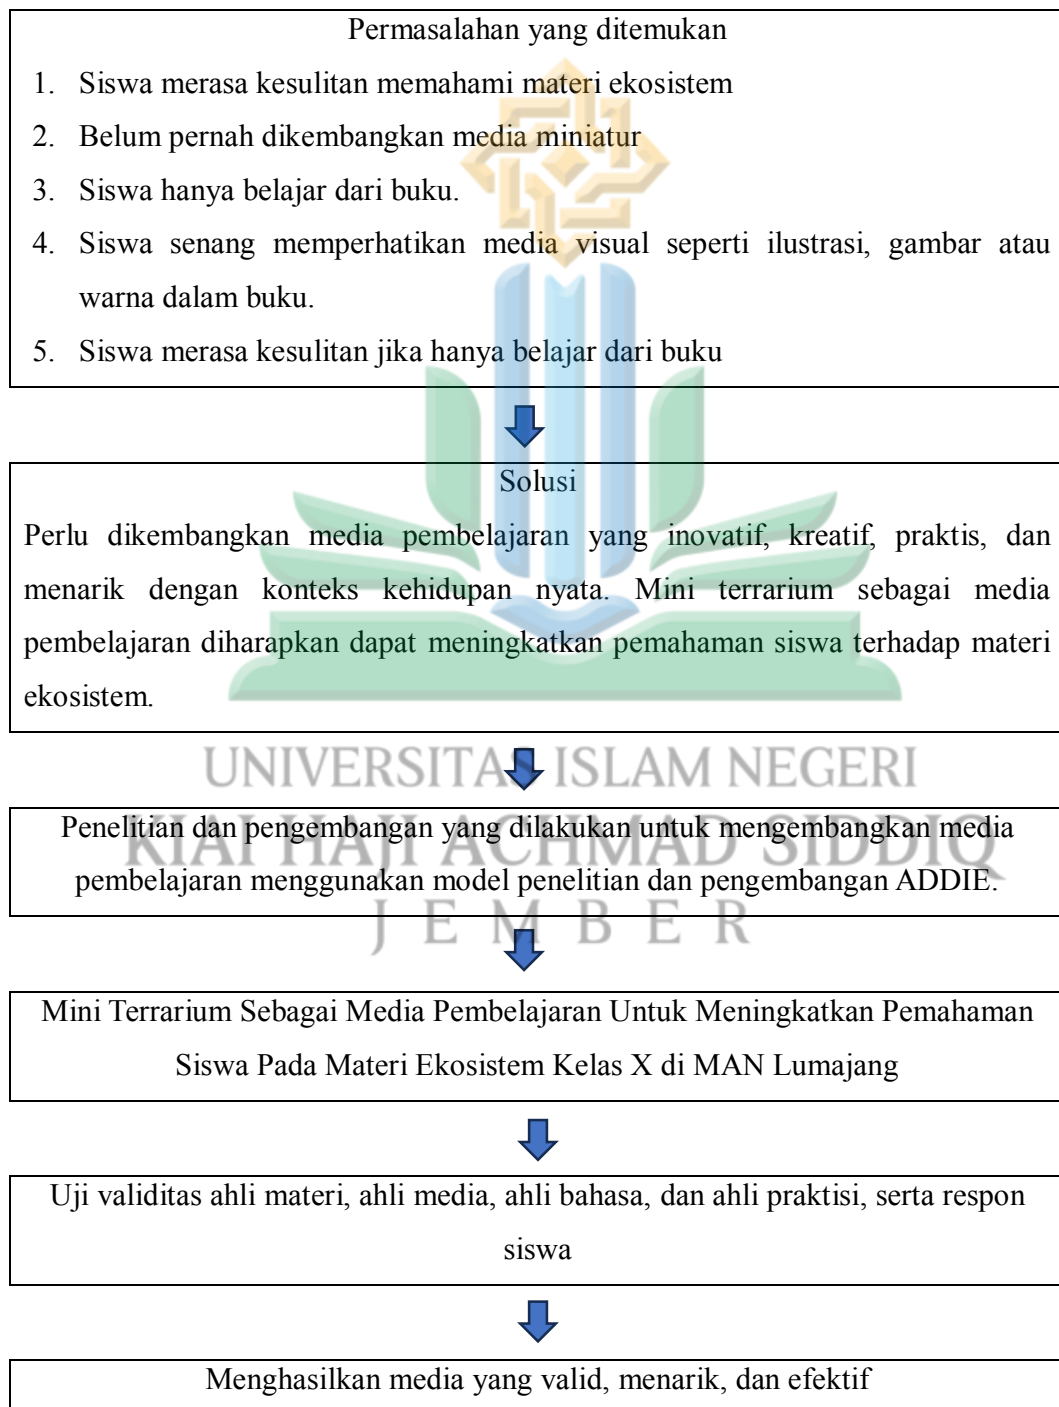 Permasalahan yang ditemukan
1. Siswa merasa kesulitan memahami materi ekosistem
2. Belum pernah dikembangkan media miniatur
3. Siswa hanya belajar dari buku.
4. Siswa senang memperhatikan media visual seperti ilustrasi, gambar atau
warna dalam buku.
5. Siswa merasa kesulitan jika hanya belajar dari buku
Solusi
Perlu dikembangkan media pembelajaran yang inovatif, kreatif, praktis, dan
menarik dengan konteks kehidupan nyata. Mini terrarium sebagai media
pembelajaran diharapkan dapat meningkatkan pemahaman siswa terhadap materi
ekosistem.
UNIVERSITAS ISLAM NEGERI
Penelitian dan pengembangan yang dilakukan untuk mengembangkan media
KIAI HAJI ACHMAD SIDDIQ
pembelajaran menggunakan model penelitian dan pengembangan ADDIE.
JEMBER
Mini Terrarium Sebagai Media Pembelajaran Untuk Meningkatkan Pemahaman
Siswa Pada Materi Ekosistem Kelas X di MAN Lumajang
Uji validitas ahli materi, ahli media, ahli bahasa, dan ahli praktisi, serta respon
siswa
Menghasilkan media yang valid, menarik, dan efektif